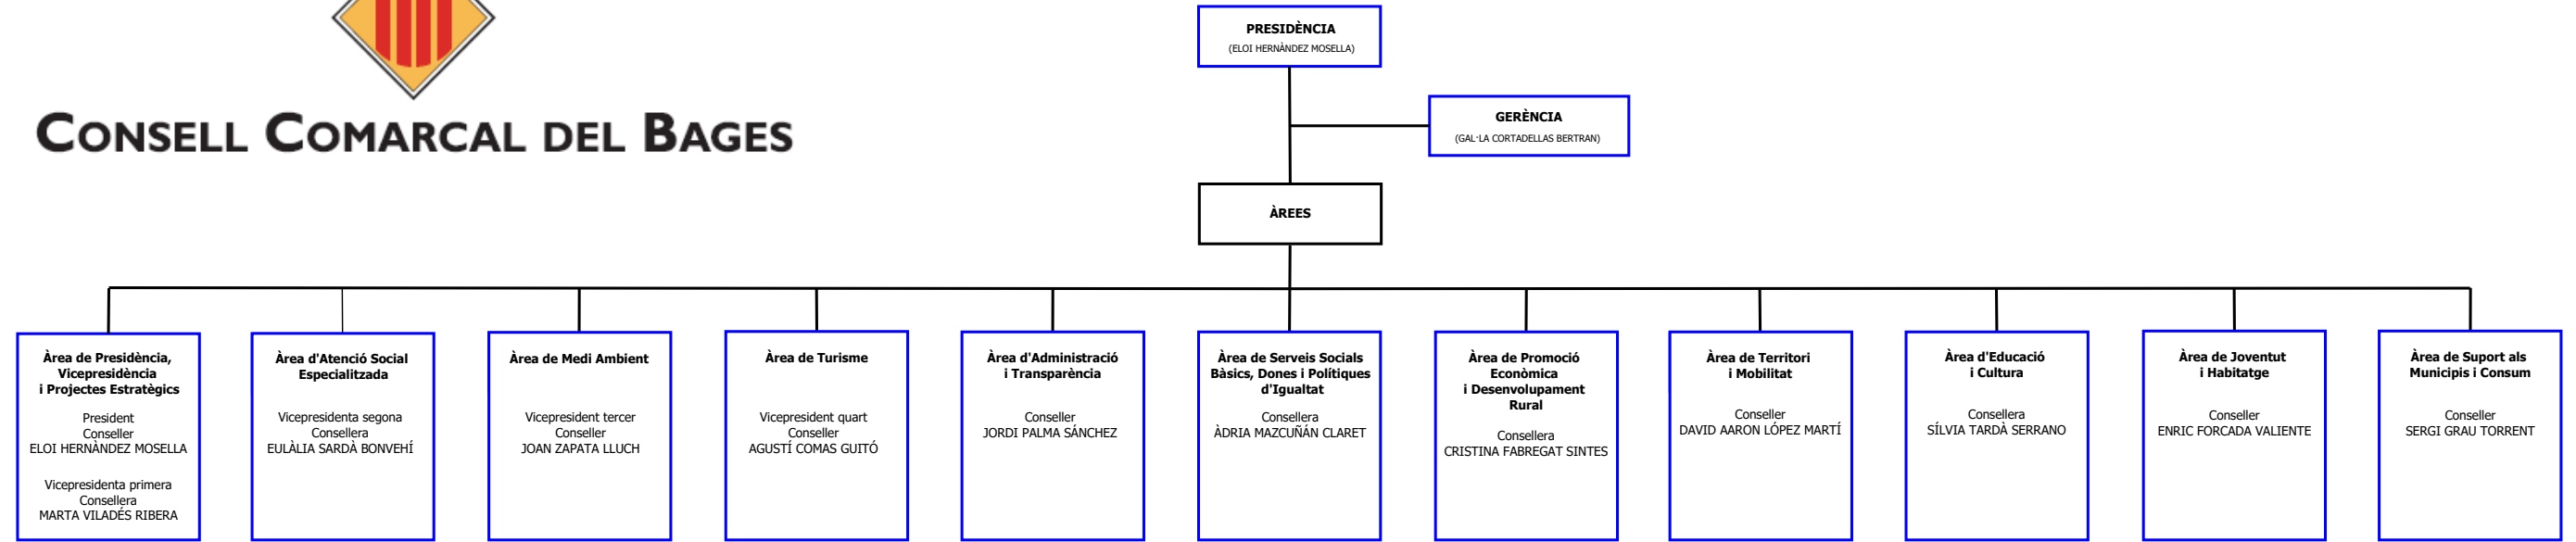 CONSELL COMARCAL DEL BAGES
PRESIDÈNCIA
(ELOI HERNÀNDEZ MOSELLA)
GERÈNCIA
(GAL·LA CORTADELLAS BERTRAN)
ÀREES
Àrea de Presidència,
Vicepresidència
i Projectes Estratègics
President
Conseller
ELOI HERNÀNDEZ MOSELLA
Vicepresidenta primera
Consellera
MARTA VILADÉS RIBERA
Àrea d'Atenció Social
Especialitzada
Vicepresidenta segona
Consellera
EULÀLIA SARDÀ BONVEHÍ
Àrea de Medi Ambient
Vicepresident tercer
Conseller
JOAN ZAPATA LLUCH
Àrea de Turisme
Vicepresident quart
Conseller
AGUSTÍ COMAS GUITÓ
Àrea d'Administració
i Transparència
Conseller
JORDI PALMA SÁNCHEZ
Àrea de Serveis Socials
Bàsics, Dones i Polítiques
d'Igualtat
Consellera
ÀDRIA MAZCUÑÁN CLARET
Àrea de Promoció
Econòmica
i Desenvolupament
Rural
Consellera
CRISTINA FABREGAT SINTES
Àrea de Territori
i Mobilitat
Conseller
DAVID AARON LÓPEZ MARTÍ
Àrea d'Educació
i Cultura
Consellera
SÍLVIA TARDÀ SERRANO
Àrea de Joventut
i Habitatge
Conseller
ENRIC FORCADA VALIENTE
Àrea de Suport als
Municipis i Consum
Conseller
SERGI GRAU TORRENT